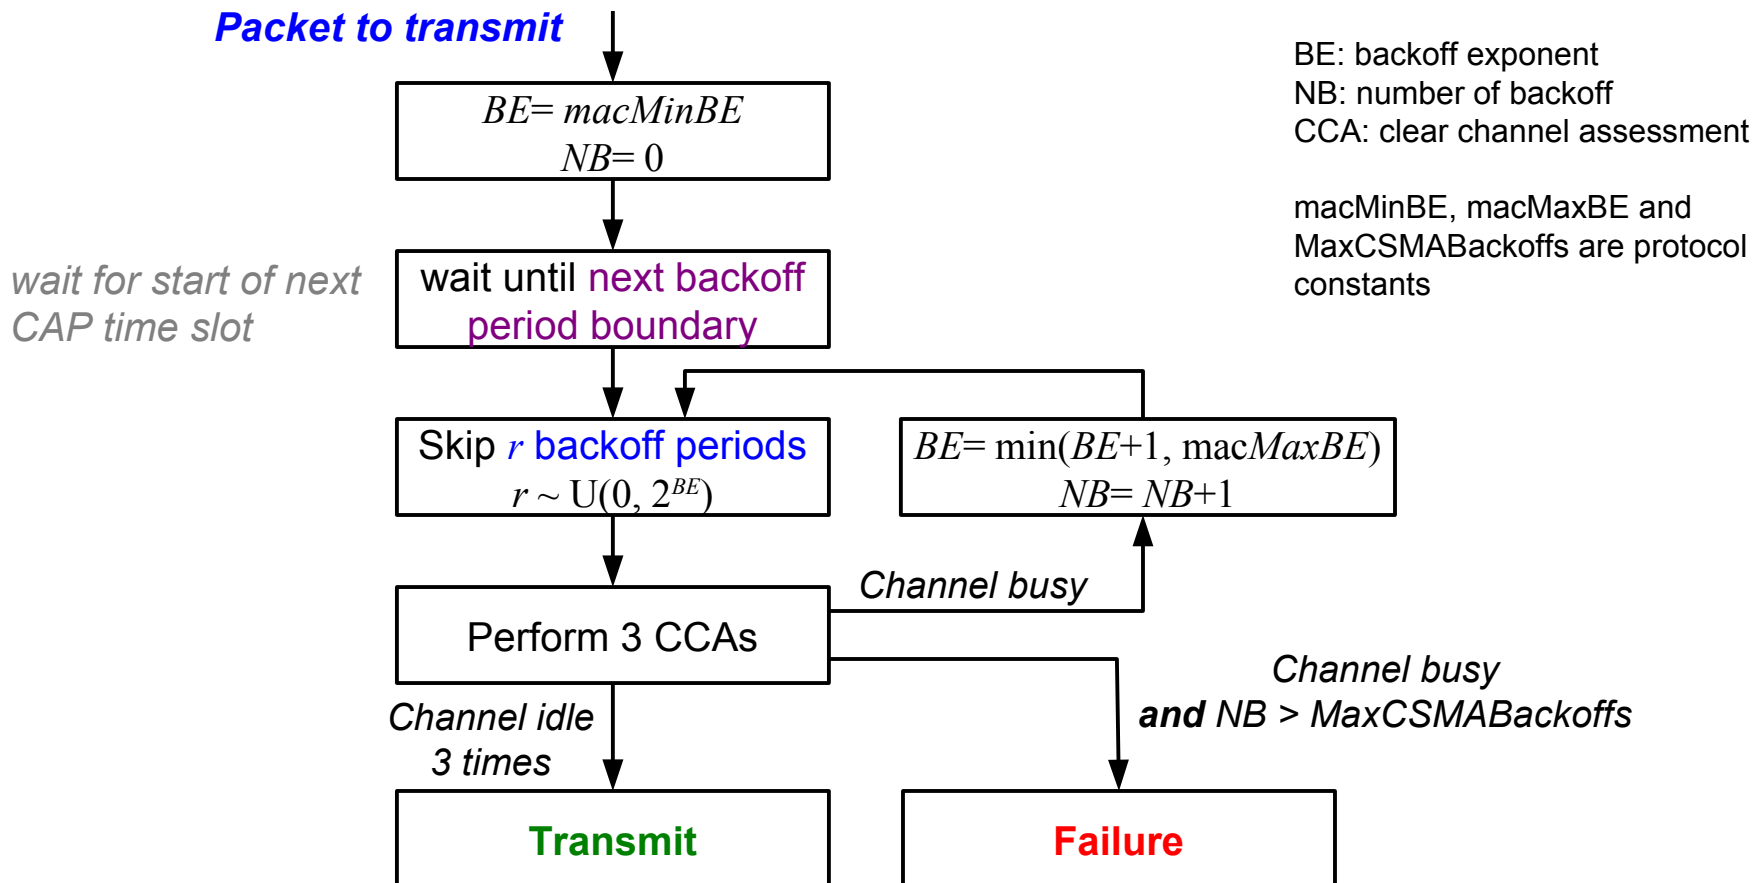 Packet to transmit
BE: backoff exponent
NB: number of backoff
CCA: clear channel assessment
macMinBE, macMaxBE and
MaxCSMABackoffs are protocol
constants
BE= macMinBE
NB= 0
wait for start of next
CAP time slot
wait until next backoff
period boundary
Skip r backoff periods
r ~ U(0, 2^BE)
BE= min(BE+1, macMaxBE)
NB= NB+1
Channel busy
Perform 3 CCAs
Channel busy
and NB > MaxCSMABackoffs
Channel idle
3 times
Transmit
Failure